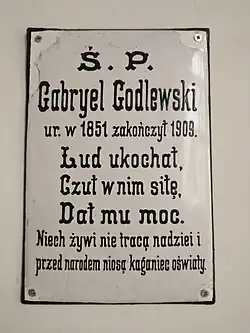 Ś. P.
Gabryel Godlewski
ur. w 1851 zakończył 1909.
Lud ukochał,
Czuł w nim siłę,
Dał mu moc.
Niech żywi nie tracą nadziei i
przed narodem niosą kaganiec oświaty.